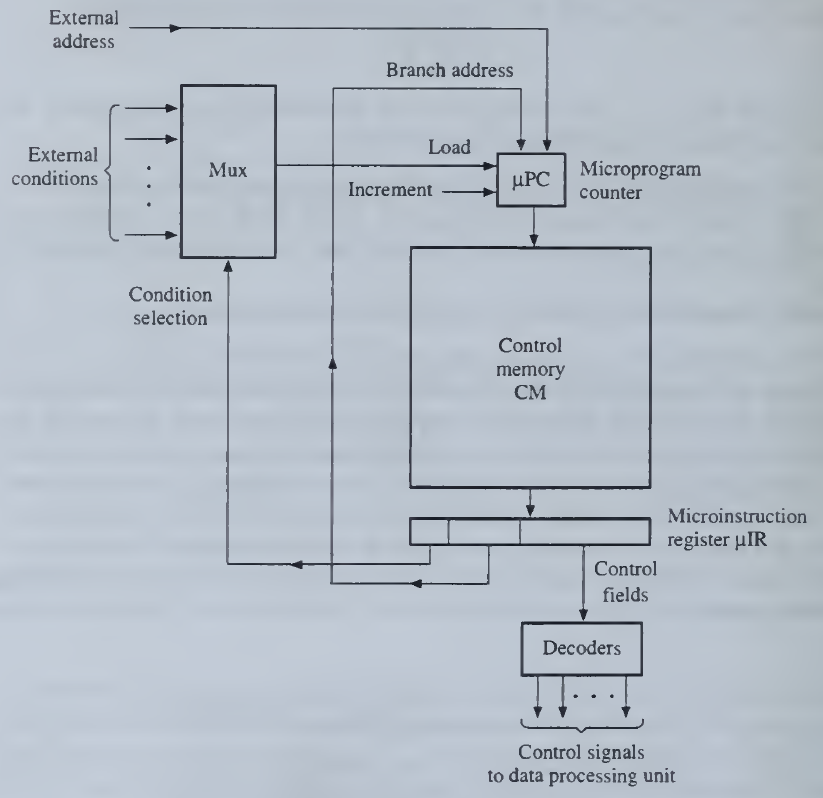 External
address
Branch address
External
conditions
Mux
Load
Increment
μPC
Microprogram
counter
Condition
selection
Control
memory
CM
Microinstruction
register μIR
Control
fields
Decoders
Control signals
to data processing unit